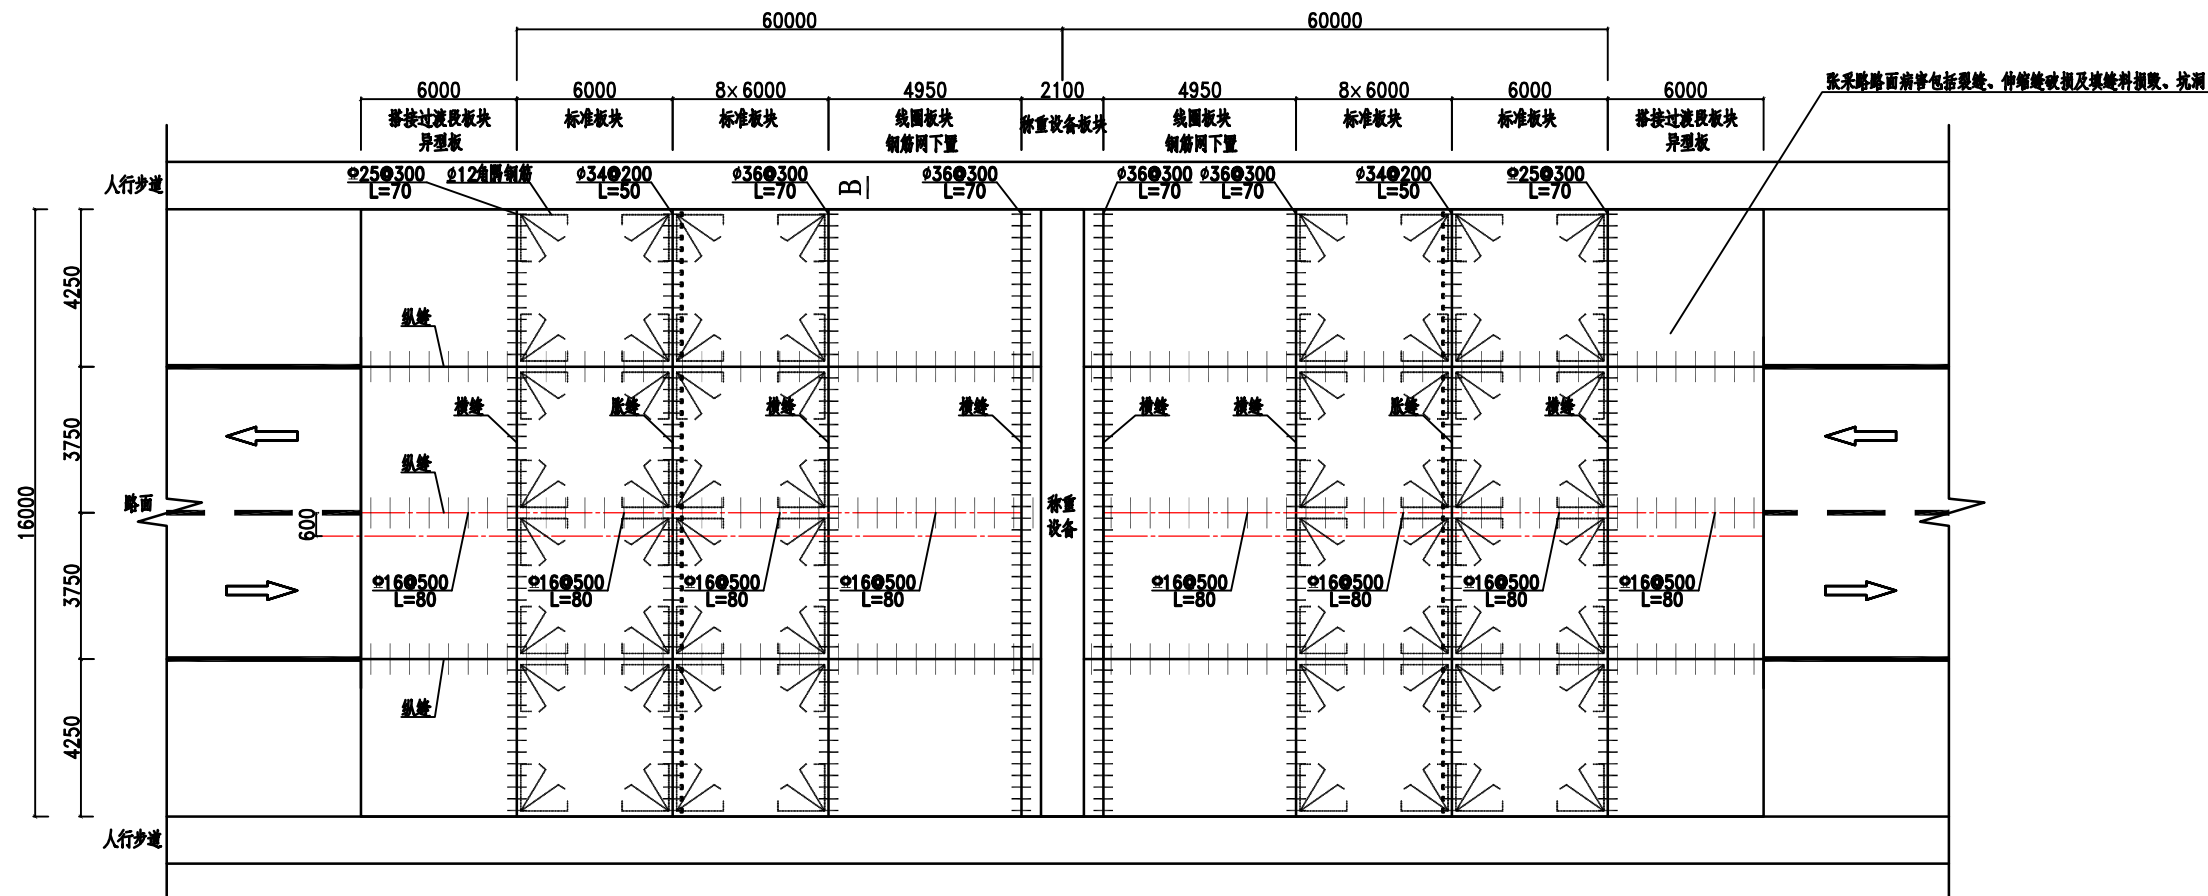 60000
60000
6000
6000
8×6000
4950
2100
4950
8×6000
6000
6000
张采路路面病害包括裂缝、伸缩缝破损及填缝料损毁、坑洞
搭接过渡段板块
异型板
标准板块
标准板块
线圈板块
钢筋网下置
称重设备板块
线圈板块
钢筋网下置
标准板块
标准板块
搭接过渡段板块
异型板
人行步道
Φ25@300
L=70
φ12角隅钢筋
φ34@200
L=50
φ36@300
L=70
B
φ36@300
L=70
φ36@300
L=70
φ36@300
L=70
φ34@200
L=50
Φ25@300
L=70
4250
纵缝
横缝
胀缝
横缝
横缝
横缝
横缝
胀缝
横缝
3750
纵缝
16000
路面
600
称重
设备
3750
Φ16@500
L=80
Φ16@500
L=80
Φ16@500
L=80
Φ16@500
L=80
Φ16@500
L=80
Φ16@500
L=80
Φ16@500
L=80
Φ16@500
L=80
纵缝
4250
人行步道